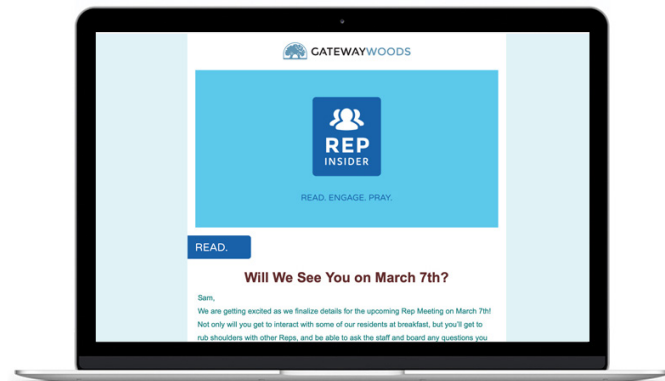 GATEWAYWOODS
REP
INSIDER
READ. ENGAGE. PRAY.
READ.
Will We See You on March 7th?
Sam,
We are getting excited as we finalize details for the upcoming Rep Meeting on March 7th!
Not only will you get to interact with some of our residents at breakfast, but you'll get to
rub shoulders with other Reps, and be able to ask the staff and board any questions you